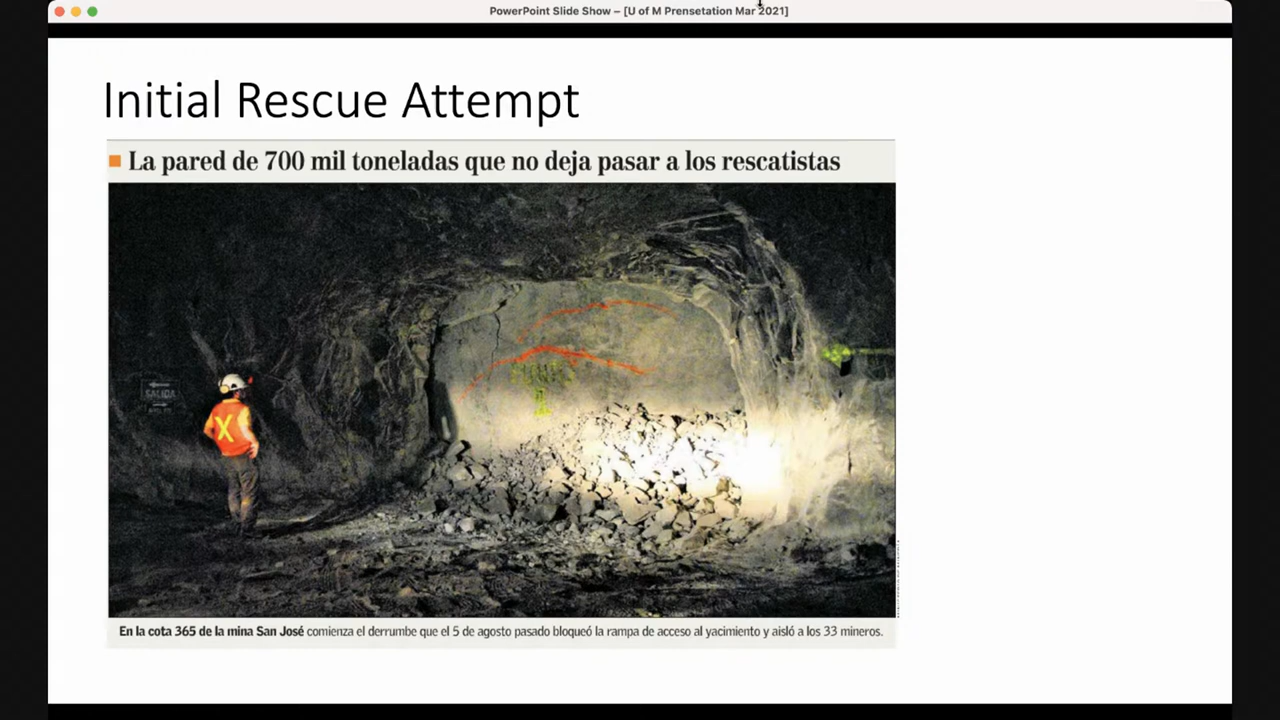 PowerPoint Slide Show – [U of M Prensetation Mar 2021]
Initial Rescue Attempt
La pared de 700 mil toneladas que no deja pasar a los rescatistas
SALIDA
X
En la cota 365 de la mina San José comienza el derrumbe que el 5 de agosto pasado bloqueó la rampa de acceso al yacimiento y aisló a los 33 mineros.